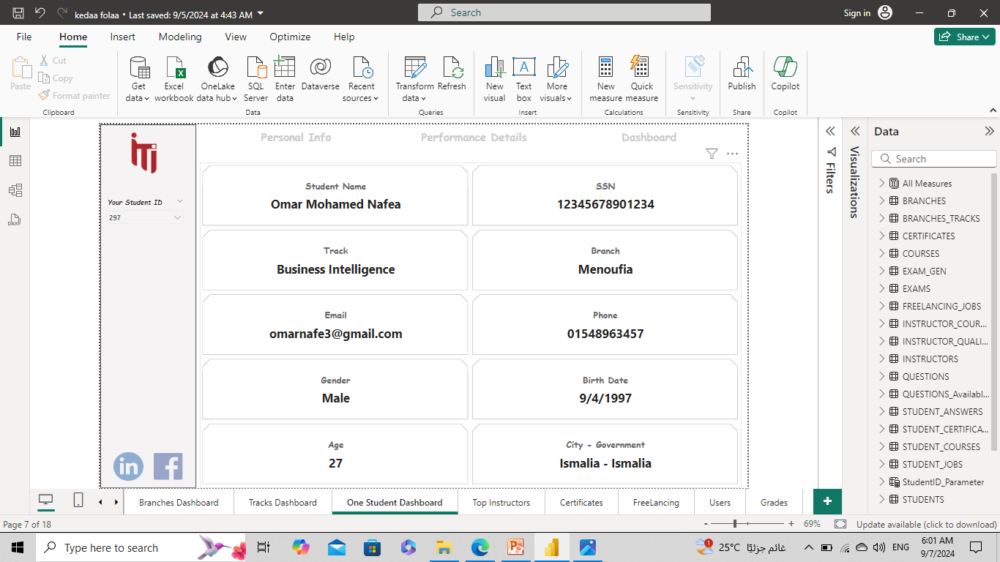 kedaa folaa • Last saved: 9/5/2024 at 4:43 AM
Search
Sign in
File Home Insert Modeling View Optimize Help
Share
Paste
Cut
Copy
Format painter
Clipboard
Get data
Excel workbook
OneLake data hub
SQL Server
Enter data
Dataverse
Recent sources
Data
Transform data
Refresh
Queries
New visual
Text box
More visuals
Insert
New measure
Quick measure
Calculations
Sensitivity
Sensitivity
Publish
Share
Copilot
Copilot
iTi
Your Student ID
297
Personal Info Performance Details Dashboard
Student Name
Omar Mohamed Nafea
SSN
12345678901234
Track
Business Intelligence
Branch
Menoufia
Email
omarnafe3@gmail.com
Phone
01548963457
Gender
Male
Birth Date
9/4/1997
Age
27
City - Government
Ismalia - Ismalia
in f
Filters
Visualizations
Data
Search
All Measures
BRANCHES
BRANCHES_TRACKS
CERTIFICATES
COURSES
EXAM_GEN
EXAMS
FREELANCING_JOBS
INSTRUCTOR_COUR...
INSTRUCTOR_QUALI...
INSTRUCTORS
QUESTIONS
QUESTIONS_Availabl...
STUDENT_ANSWERS
STUDENT_CERTIFICA...
STUDENT_COURSES
STUDENT_JOBS
StudentID_Parameter
STUDENTS
DAX
Branches Dashboard Tracks Dashboard One Student Dashboard Top Instructors Certificates FreeLancing Users Grades
Page 7 of 18
69%
Update available (click to download)
Type here to search
1
25°C غائم جزئيًا
ENG
6:01 AM
9/7/2024